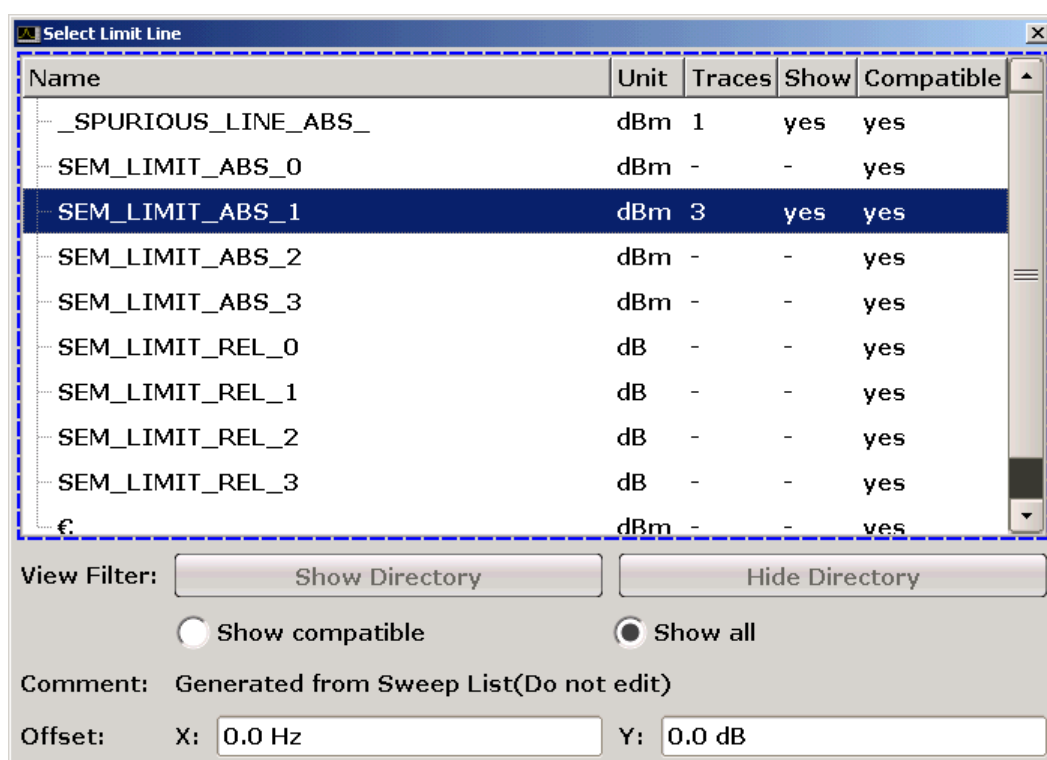 Select Limit Line
Name Unit Traces Show Compatible
_SPURIOUS_LINE_ABS_ dBm 1 yes yes
SEM_LIMIT_ABS_0 dBm - - yes
SEM_LIMIT_ABS_1 dBm 3 yes yes
SEM_LIMIT_ABS_2 dBm - - yes
SEM_LIMIT_ABS_3 dBm - - yes
SEM_LIMIT_REL_0 dB - - yes
SEM_LIMIT_REL_1 dB - - yes
SEM_LIMIT_REL_2 dB - - yes
SEM_LIMIT_REL_3 dB - - yes
dBm - - yes
View Filter: Show Directory Hide Directory
Show compatible Show all
Comment: Generated from Sweep List(Do not edit)
Offset: X: 0.0 Hz Y: 0.0 dB